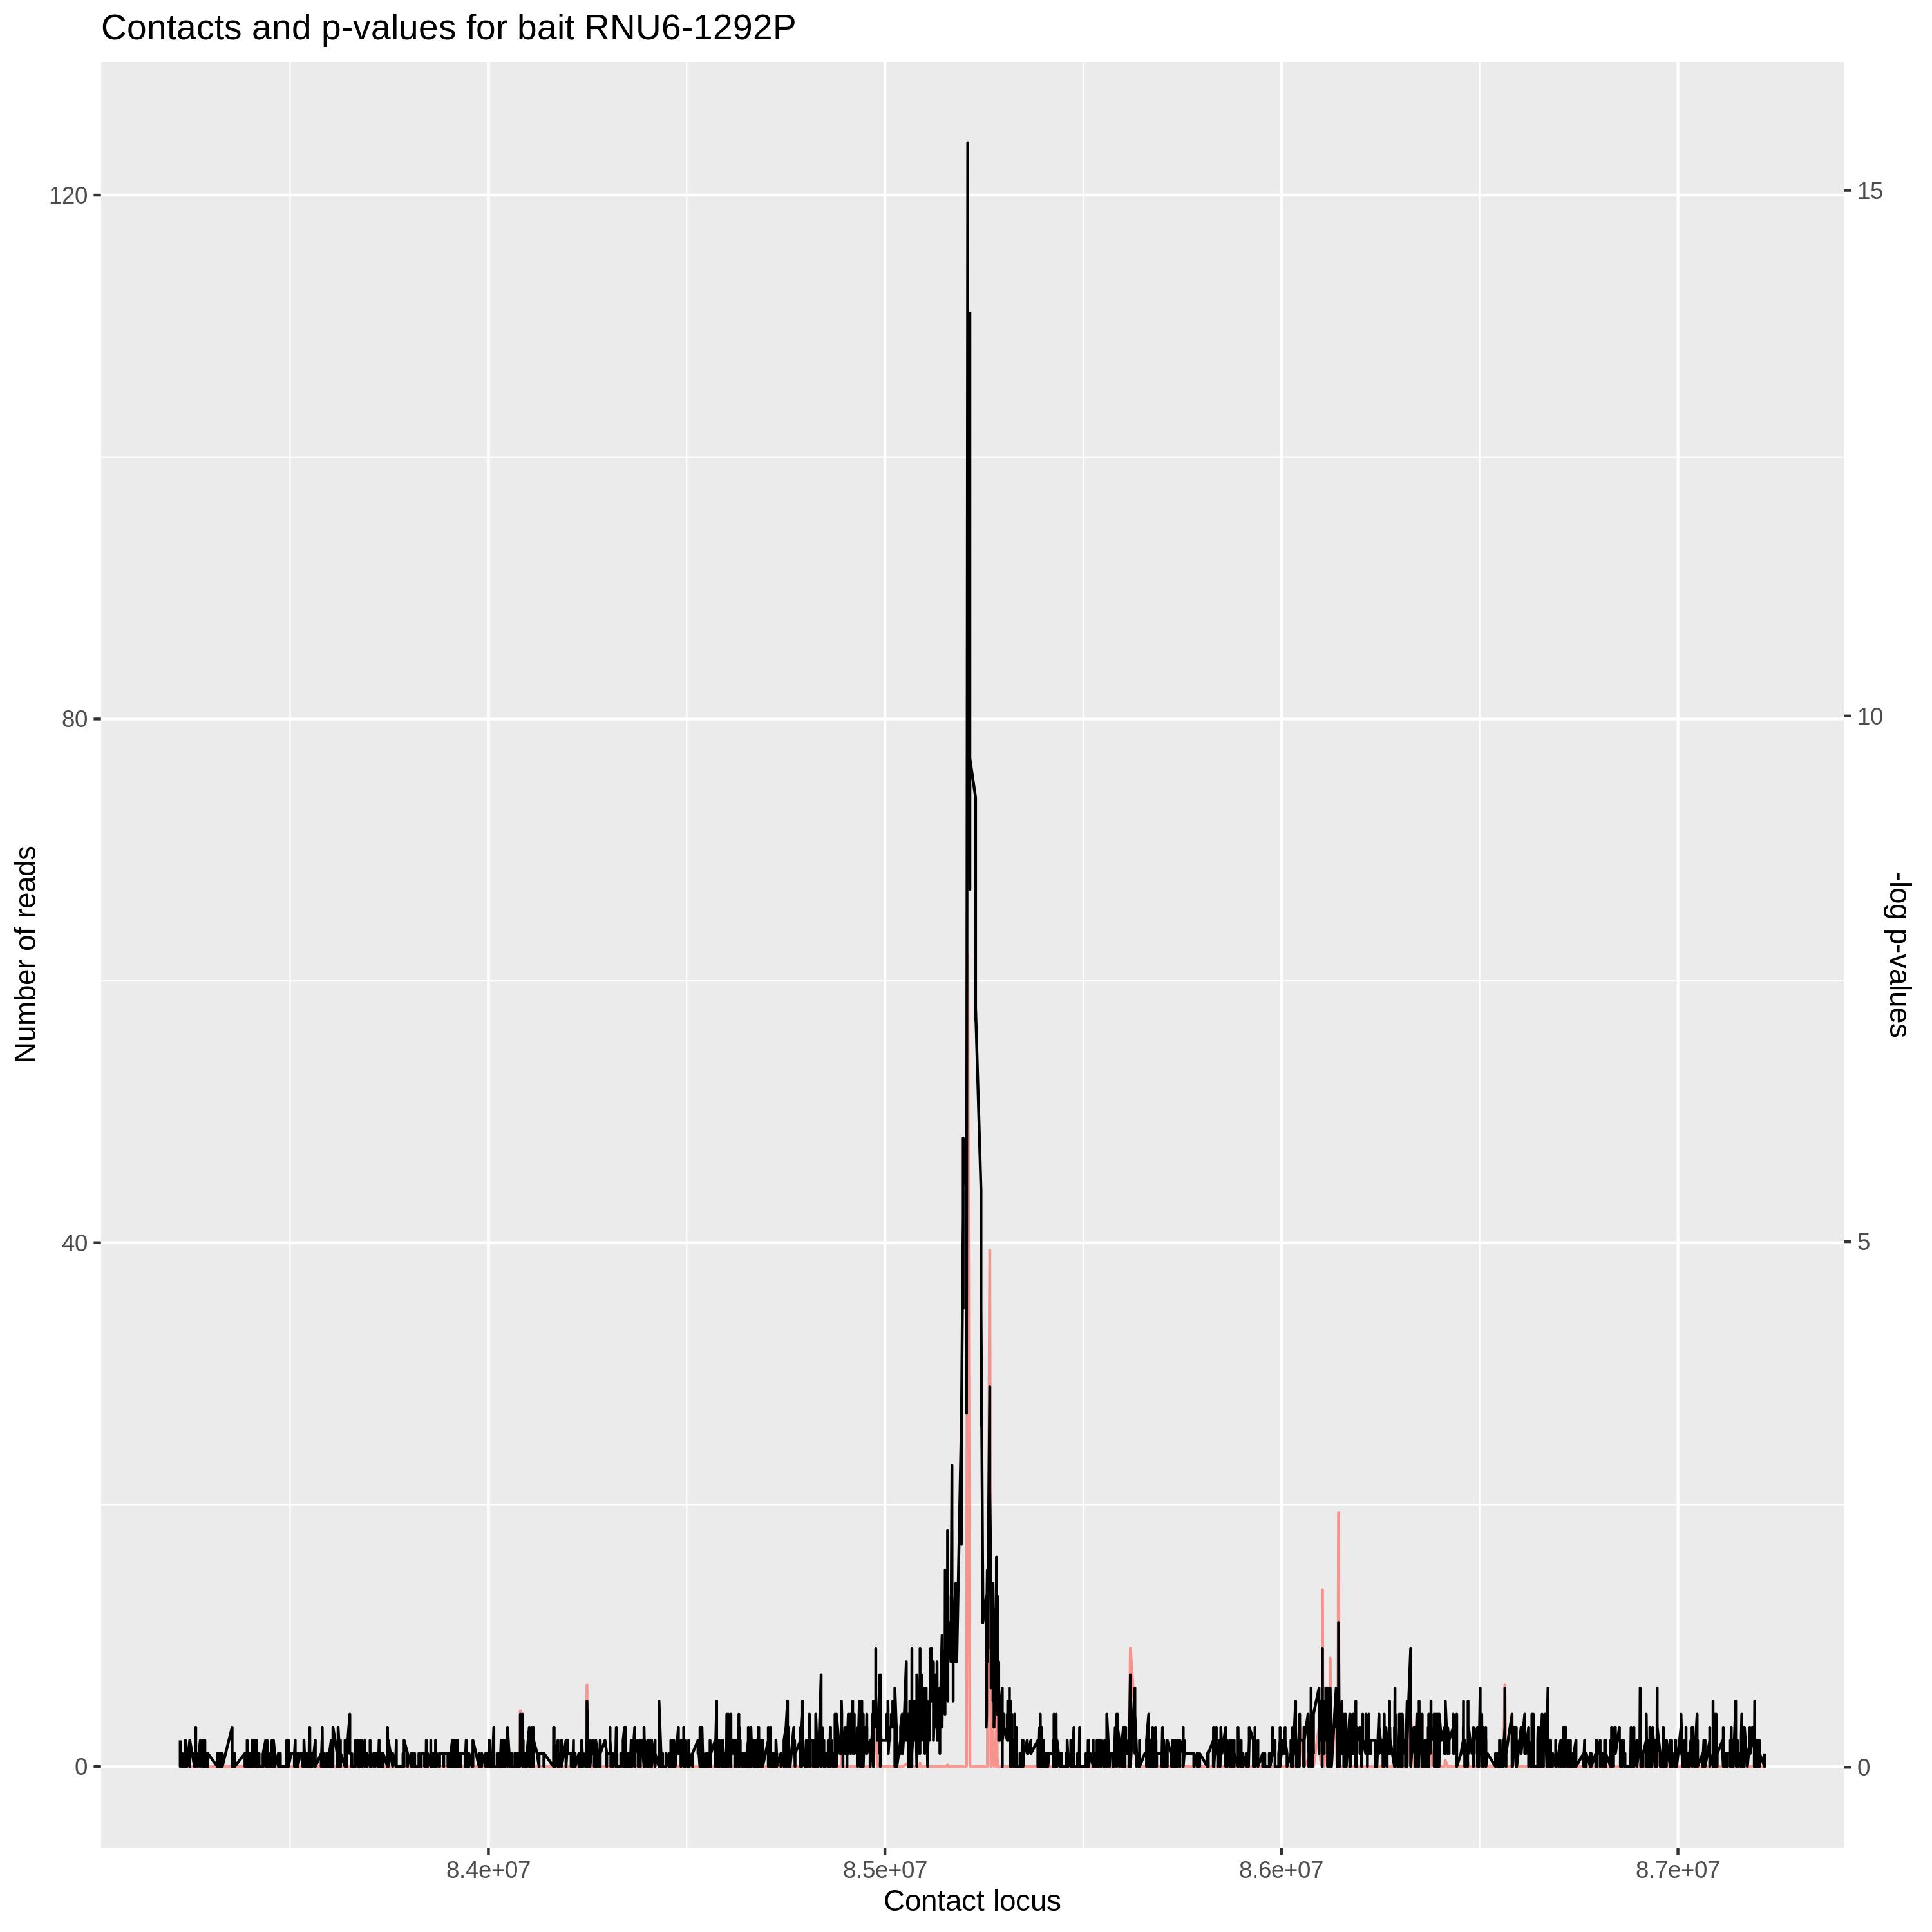 Contacts and p-values for bait RNU6-1292P
120
80
40
0
15
10
5
0
Number of reads
-log p-values
8.4e+07
8.5e+07
8.6e+07
8.7e+07
Contact locus